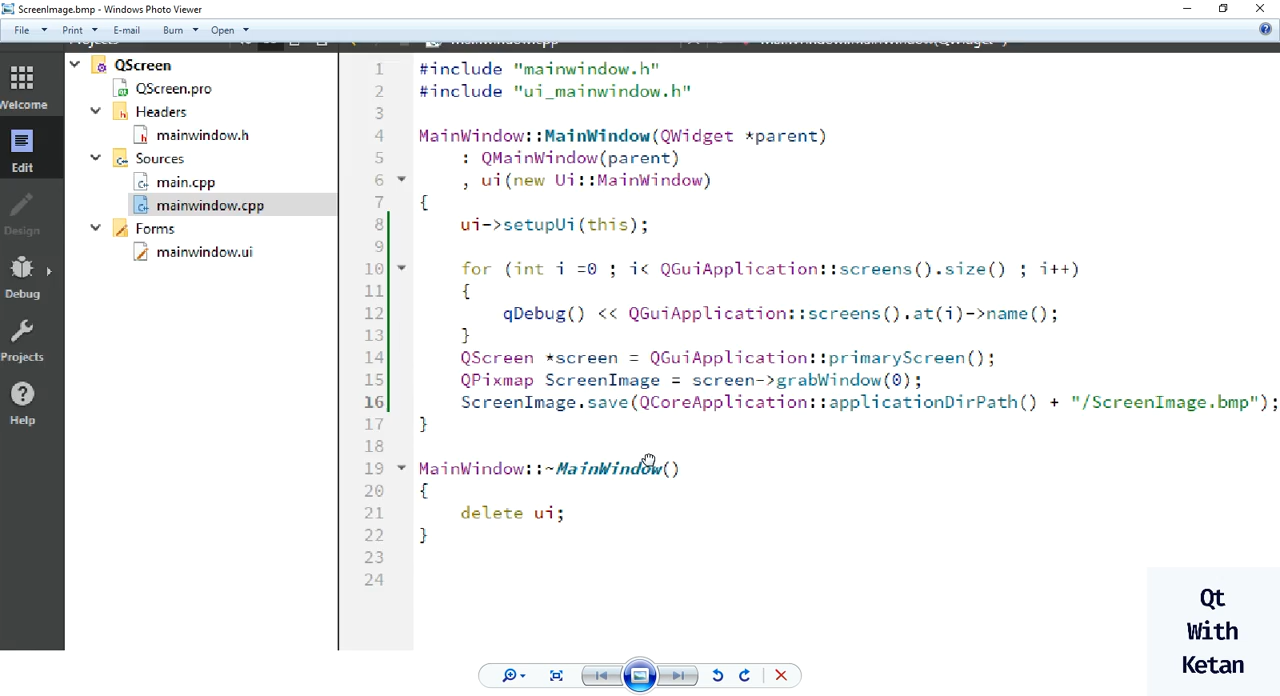 ScreenImage.bmp - Windows Photo Viewer
File Print E-mail Burn Open
Welcome
Edit
Design
Debug
Projects
Help
QScreen
QScreen.pro
Headers
mainwindow.h
Sources
main.cpp
mainwindow.cpp
Forms
mainwindow.ui
1 #include "mainwindow.h"
2 #include "ui_mainwindow.h"
3
4 MainWindow::MainWindow(QWidget *parent)
5 : QMainWindow(parent)
6 , ui(new Ui::MainWindow)
7 {
8 ui->setupUi(this);
9
10 for (int i =0 ; i< QGuiApplication::screens().size() ; i++)
11 {
12 qDebug() << QGuiApplication::screens().at(i)->name();
13 }
14 QScreen *screen = QGuiApplication::primaryScreen();
15 QPixmap ScreenImage = screen->grabWindow(0);
16 ScreenImage.save(QCoreApplication::applicationDirPath() + "/ScreenImage.bmp");
17 }
18
19 MainWindow::~MainWindow()
20 {
21 delete ui;
22 }
23
24
Qt
With
Ketan